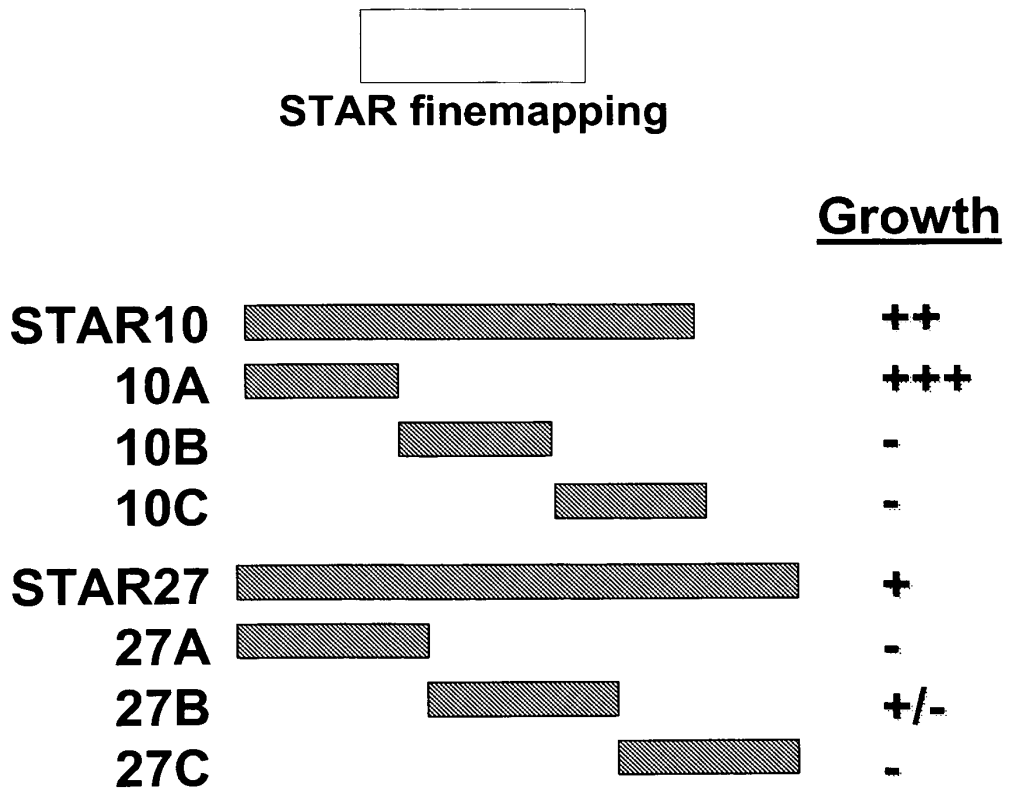 STAR finemapping
Growth
STAR10 ++
10A +++
10B -
10C -
STAR27 +
27A -
27B +/-
27C -